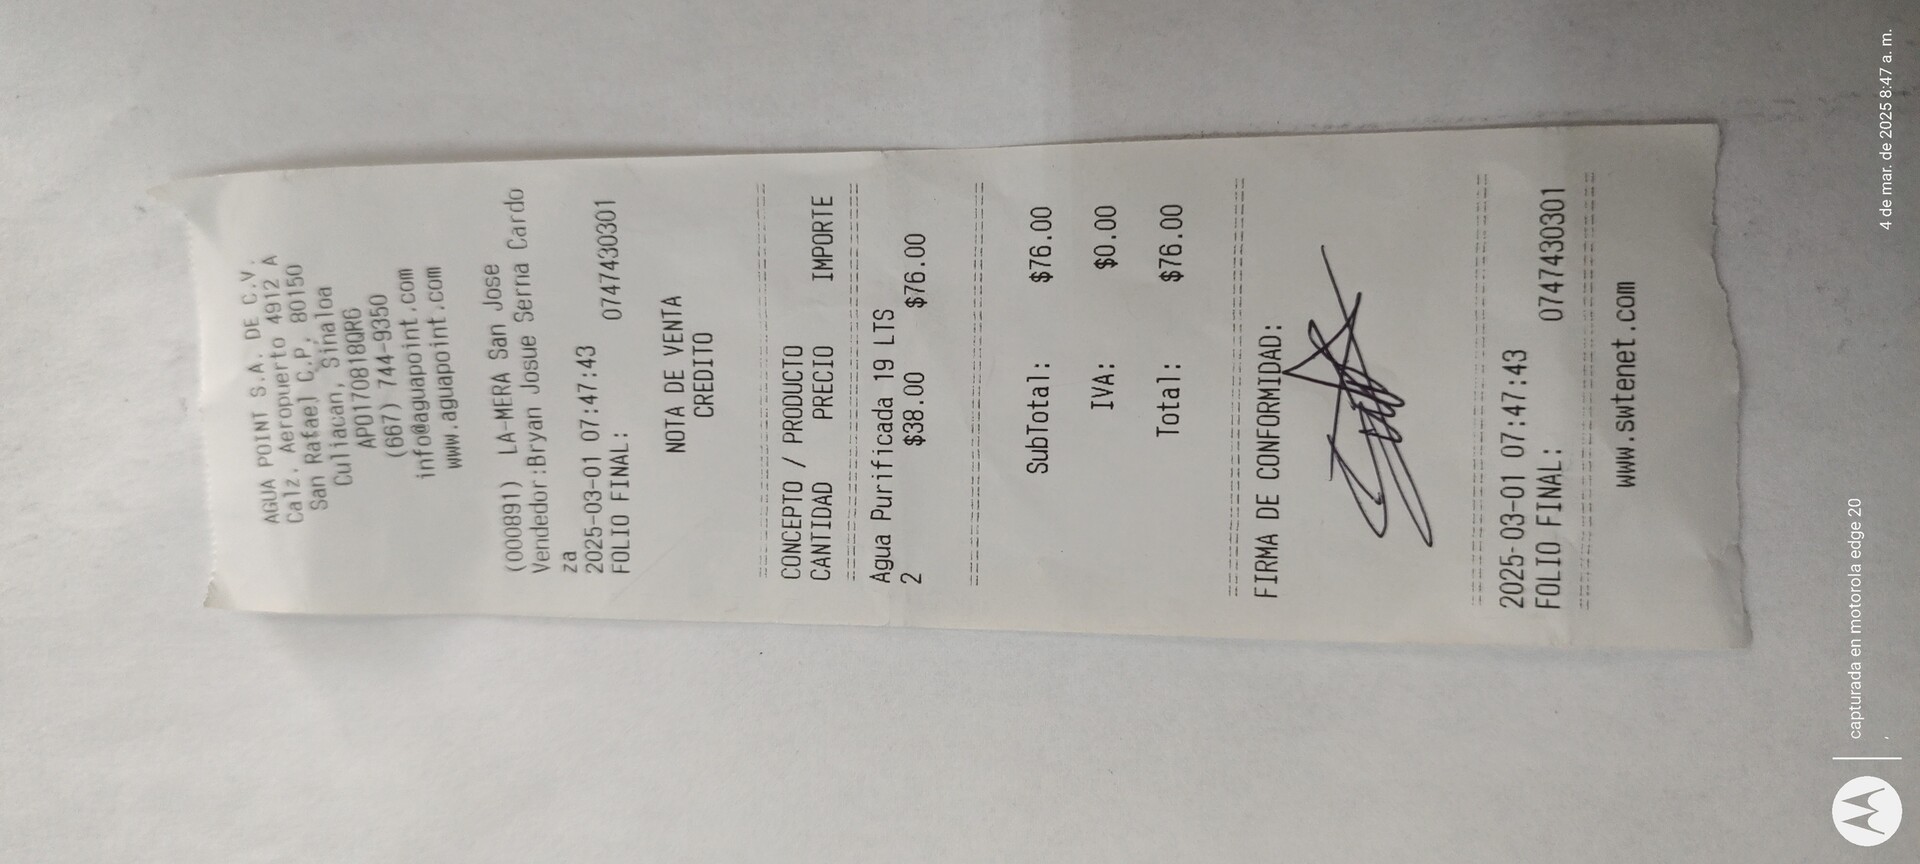 AGUA POINT S.A. DE C.V.
Calz. Aeropuerto 4912 A
San Rafael C.P, 80150
Culiacan, Sinaloa
APO170818QR6
(667) 744-9350
info@aguapoint.com
www.aguapoint.com
(000891) LA-MERA San Jose
Vendedor:Bryan Josue Serna Cardo
za
2025-03-01 07:47:43
FOLIO FINAL: 0747430301
NOTA DE VENTA
CREDITO
CONCEPTO / PRODUCTO
CANTIDAD PRECIO IMPORTE
Agua Purificada 19 LTS
2 $38.00 $76.00
SubTotal: $76.00
IVA: $0.00
Total: $76.00
FIRMA DE CONFORMIDAD:
2025-03-01 07:47:43
FOLIO FINAL: 0747430301
www.swtenet.com
capturada en motorola edge 20
,
4 de mar. de 2025 8:47 a. m.